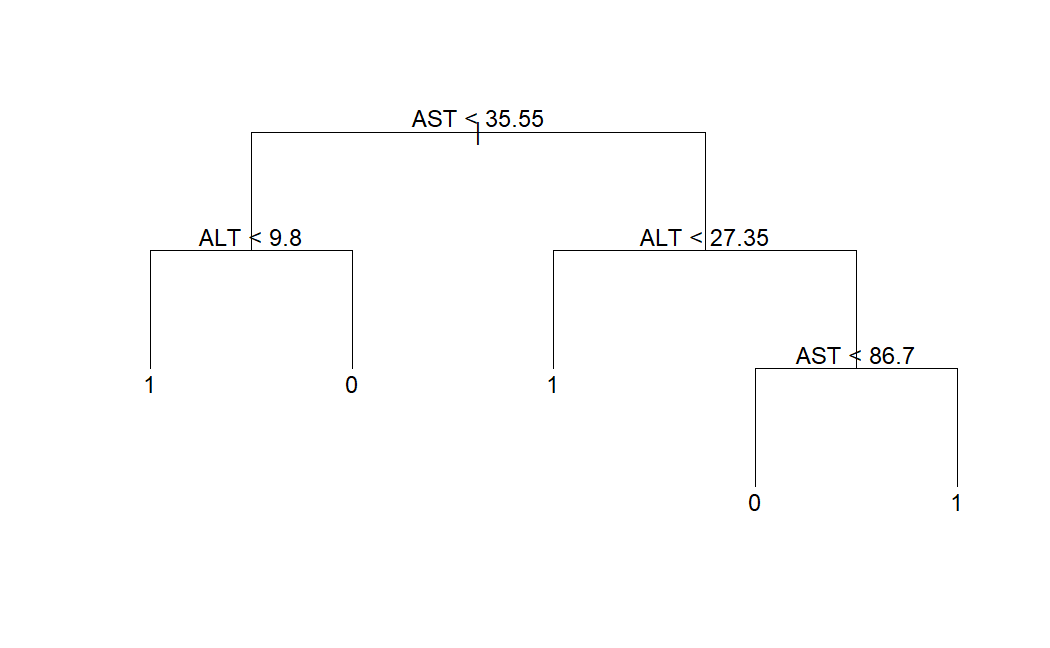 AST < 35.55
ALT < 9.8
ALT < 27.35
AST < 86.7
1
0
1
0
1